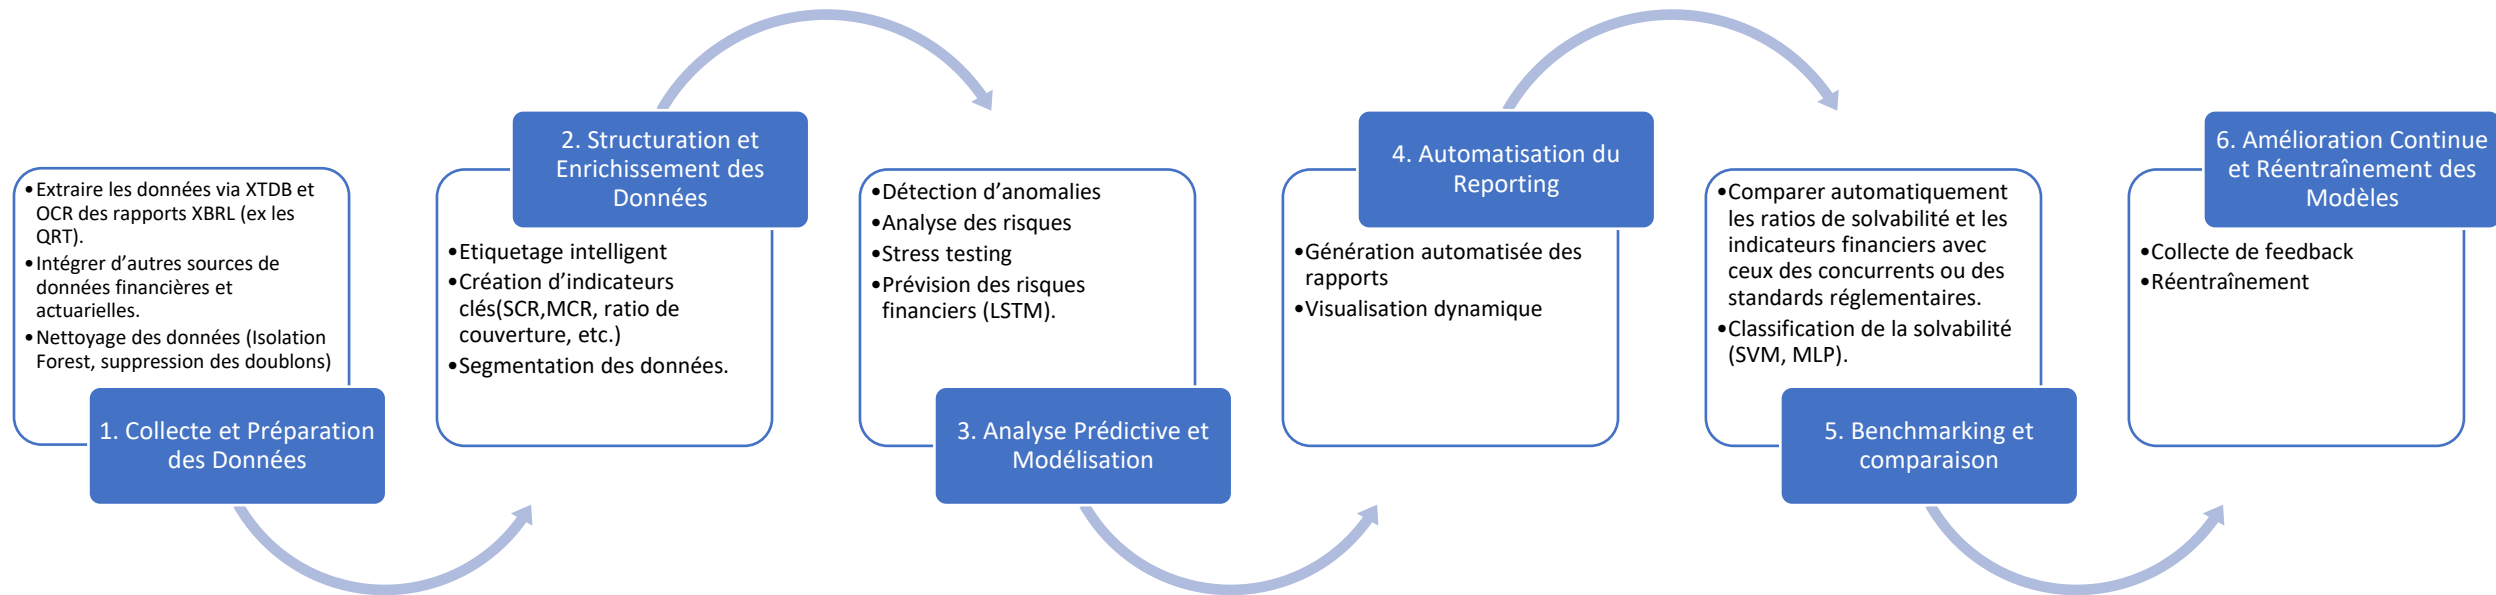 •Extraire les données via XTDB et
OCR des rapports XBRL (ex les
QRT).
•Intégrer d’autres sources de
données financières et
actuarielles.
•Nettoyage des données (Isolation
Forest, suppression des doublons)
1. Collecte et Préparation
des Données
2. Structuration et
Enrichissement des
Données
•Etiquetage intelligent
•Création d’indicateurs
clés(SCR,MCR, ratio de
couverture, etc.)
•Segmentation des données.
•Détection d’anomalies
•Analyse des risques
•Stress testing
•Prévision des risques
financiers (LSTM).
3. Analyse Prédictive et
Modélisation
4. Automatisation du
Reporting
•Génération automatisée des
rapports
•Visualisation dynamique
•Comparer automatiquement
les ratios de solvabilité et les
indicateurs financiers avec
ceux des concurrents ou des
standards réglementaires.
•Classification de la solvabilité
(SVM, MLP).
5. Benchmarking et
comparaison
6. Amélioration Continue
et Réentraînement des
Modèles
•Collecte de feedback
•Réentraînement